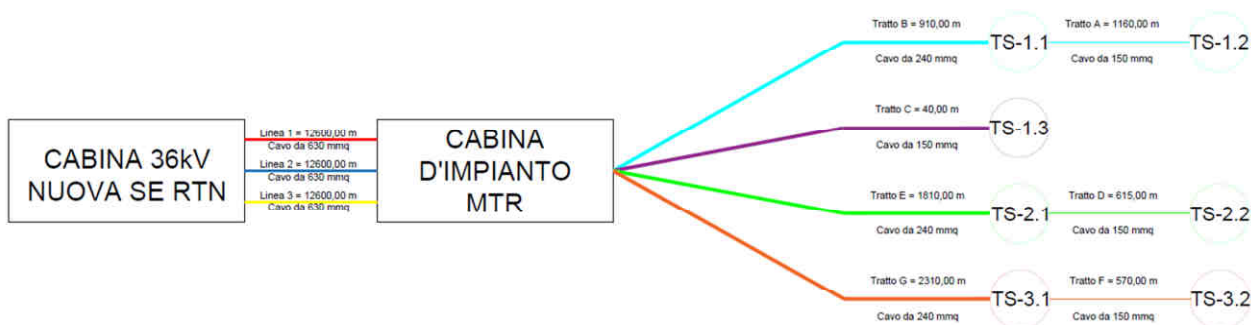 CABINA 36kV
NUOVA SE RTN
Linea 1 = 12600,00 m
Cavo da 630 mmq
Linea 2 = 12600,00 m
Cavo da 630 mmq
Linea 3 = 12600,00 m
Cavo da 630 mmq
CABINA
D'IMPIANTO
MTR
Tratto B = 910,00 m
Cavo da 240 mmq
TS-1.1
Tratto A = 1160,00 m
Cavo da 150 mmq
TS-1.2
Tratto C = 40,00 m
Cavo da 150 mmq
TS-1.3
Tratto E = 1810,00 m
Cavo da 240 mmq
TS-2.1
Tratto D = 615,00 m
Cavo da 150 mmq
TS-2.2
Tratto G = 2310,00 m
Cavo da 240 mmq
TS-3.1
Tratto F = 570,00 m
Cavo da 150 mmq
TS-3.2